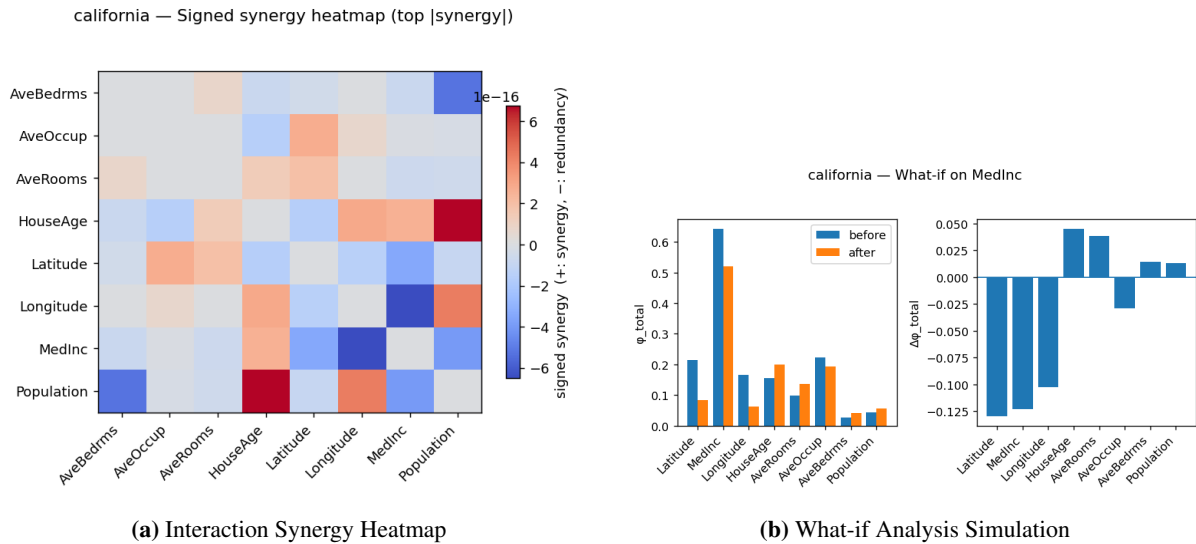 california — Signed synergy heatmap (top |synergy|)
AveBedrms
AveOccup
AveRooms
HouseAge
Latitude
Longitude
MedInc
Population
AveBedrms
AveOccup
AveRooms
HouseAge
Latitude
Longitude
MedInc
Population
1e−16
6
4
2
0
−2
−4
−6
signed synergy (+: synergy, −: redundancy)
(a) Interaction Synergy Heatmap
california — What-if on MedInc
φ_total
0.6
0.5
0.4
0.3
0.2
0.1
0.0
before
after
Latitude
MedInc
Longitude
HouseAge
AveRooms
AveOccup
AveBedrms
Population
Δφ_total
0.050
0.025
0.000
−0.025
−0.050
−0.075
−0.100
−0.125
Latitude
MedInc
Longitude
HouseAge
AveRooms
AveOccup
AveBedrms
Population
(b) What-if Analysis Simulation